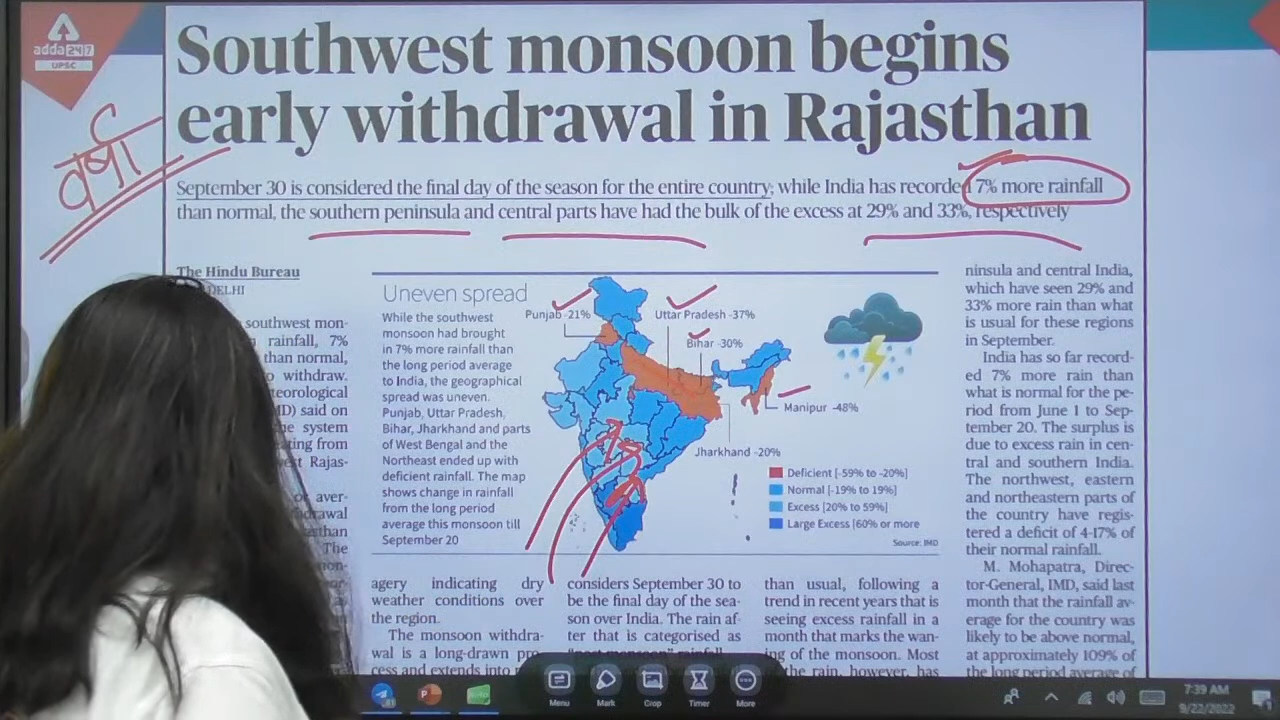 adda247
UPSC
वर्षा
Southwest monsoon begins
early withdrawal in Rajasthan
September 30 is considered the final day of the season for the entire country; while India has recorded 7% more rainfall
than normal, the southern peninsula and central parts have had the bulk of the excess at 29% and 33%, respectively
The Hindu Bureau
DELHI
southwest mon-
rainfall, 7%
than normal,
withdraw.
said on
system
from
Rajas-
aver-
The
Uneven spread
While the southwest
monsoon had brought
in 7% more rainfall than
the long period average
to India, the geographical
spread was uneven.
Punjab, Uttar Pradesh,
Bihar, Jharkhand and parts
of West Bengal and the
Northeast ended up with
deficient rainfall. The map
shows change in rainfall
from the long period
average this monsoon till
September 20
Punjab -21%
Uttar Pradesh -37%
Bihar -30%
Manipur -48%
Jharkhand -20%
Deficient [-59% to -20%]
Normal [-19% to 19%]
Excess [20% to 59%]
Large Excess [60% or more
Source: IMD
agery indicating dry
weather conditions over
the region.
The monsoon withdra-
wal is a long-drawn pro-
cess and extends into
considers September 30 to
be the final day of the sea-
son over India. The rain af-
ter that is categorised as
"post monsoon" rainfall
than usual, following a
trend in recent years that is
seeing excess rainfall in a
month that marks the wan-
ing of the monsoon. Most
the rain, however, has
ninsula and central India,
which have seen 29% and
33% more rain than what
is usual for these regions
in September.
India has so far record-
ed 7% more rain than
what is normal for the pe-
riod from June 1 to Sep-
tember 20. The surplus is
due to excess rain in cen-
tral and southern India.
The northwest, eastern
and northeastern parts of
the country have regis-
tered a deficit of 4-17% of
their normal rainfall.
M. Mohapatra, Direc-
tor-General, IMD, said last
month that the rainfall av-
erage for the country was
likely to be above normal,
at approximately 109% of
the long period average of
Menu
Mark
Crop
Timer
More
7:39 AM
9/22/2022